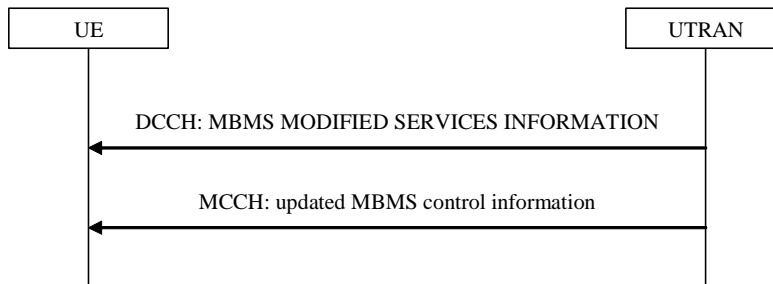 UE
UTRAN
DCCH: MBMS MODIFIED SERVICES INFORMATION
MCCH: updated MBMS control information